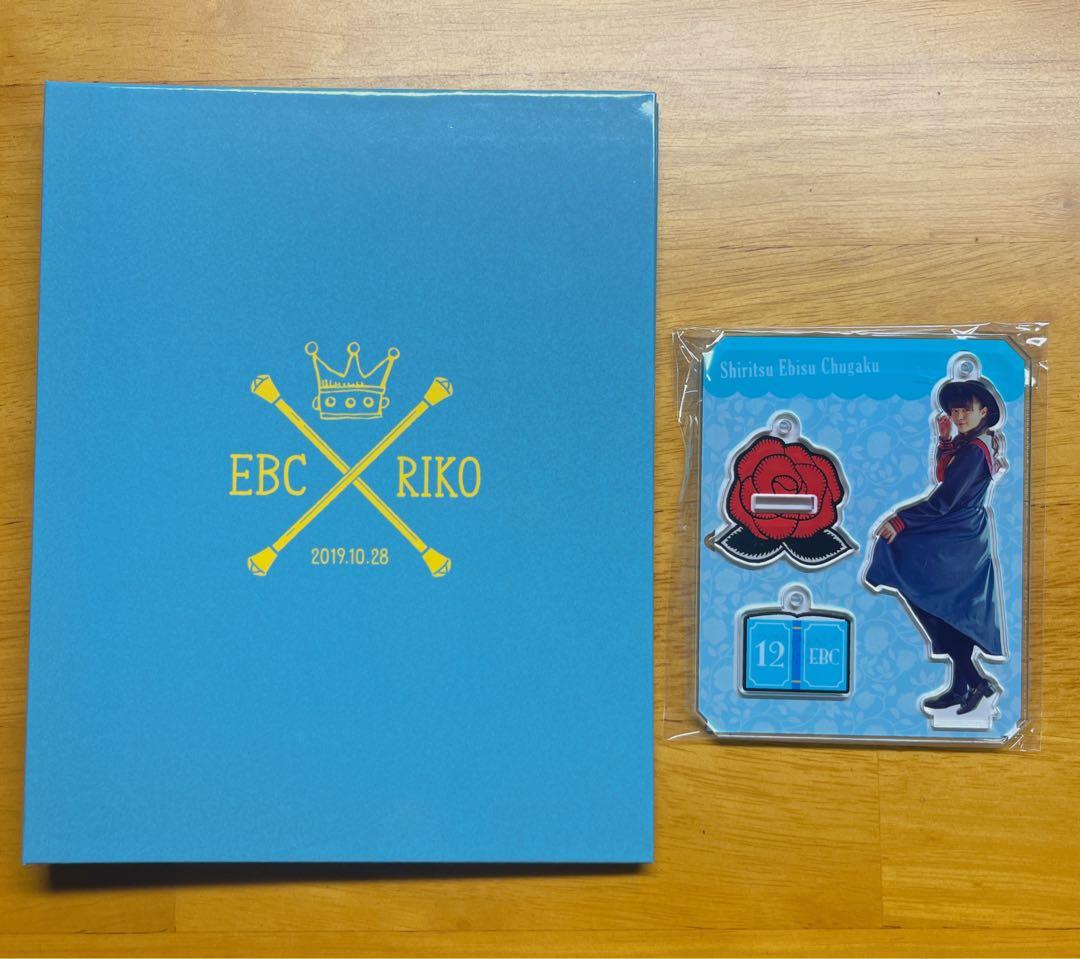 EBC RIKO
2019.10.28
Shiritsu Ebisu Chugaku
12 EBC